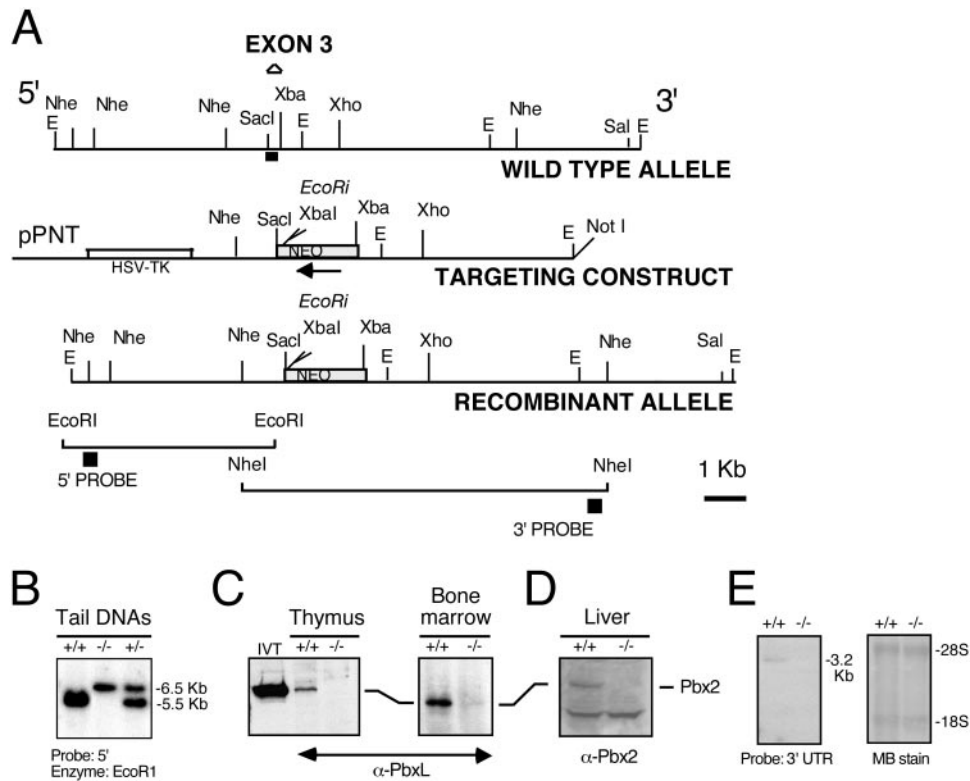 A
EXON 3
5'
3'
Nhe Nhe Nhe SacI Xba Xho Nhe
E E E Sal E
WILD TYPE ALLELE
EcoRi
pPNT Nhe SacI XbaI Xba Xho E E Not I
HSV-TK NEO
TARGETING CONSTRUCT
EcoRi
Nhe Nhe Nhe SacI XbaI Xba Xho Nhe Sal
E E E E
NEO
RECOMBINANT ALLELE
EcoRI EcoRI
5' PROBE NheI NheI
1 Kb
3' PROBE
B
Tail DNAs
+/+ -/- +/-
-6.5 Kb
-5.5 Kb
Probe: 5'
Enzyme: EcoR1
C
Thymus Bone marrow
IVT +/+ -/- +/+ -/-
α-PbxL
D
Liver
+/+ -/-
Pbx2
α-Pbx2
E
+/+ -/- +/+ -/-
-3.2 Kb
-28S
-18S
Probe: 3' UTR MB stain